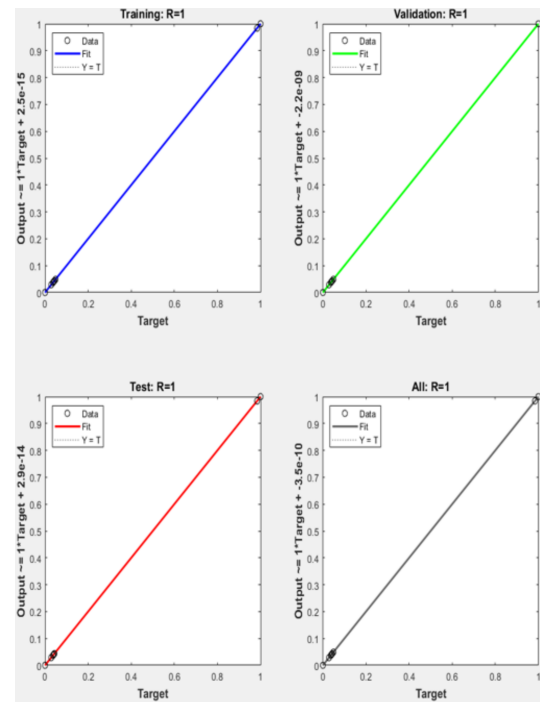 Training: R=1
Output ~= 1*Target + 2.5e-15
1
0.9
0.8
0.7
0.6
0.5
0.4
0.3
0.2
0.1
0
Data
Fit
Y = T
0 0.2 0.4 0.6 0.8 1
Target
Validation: R=1
Output ~= 1*Target + -2.2e-09
1
0.9
0.8
0.7
0.6
0.5
0.4
0.3
0.2
0.1
0
Data
Fit
Y = T
0 0.2 0.4 0.6 0.8 1
Target
Test: R=1
Output ~= 1*Target + 2.9e-14
1
0.9
0.8
0.7
0.6
0.5
0.4
0.3
0.2
0.1
0
Data
Fit
Y = T
0 0.2 0.4 0.6 0.8 1
Target
All: R=1
Output ~= 1*Target + -3.5e-10
1
0.9
0.8
0.7
0.6
0.5
0.4
0.3
0.2
0.1
0
Data
Fit
Y = T
0 0.2 0.4 0.6 0.8 1
Target